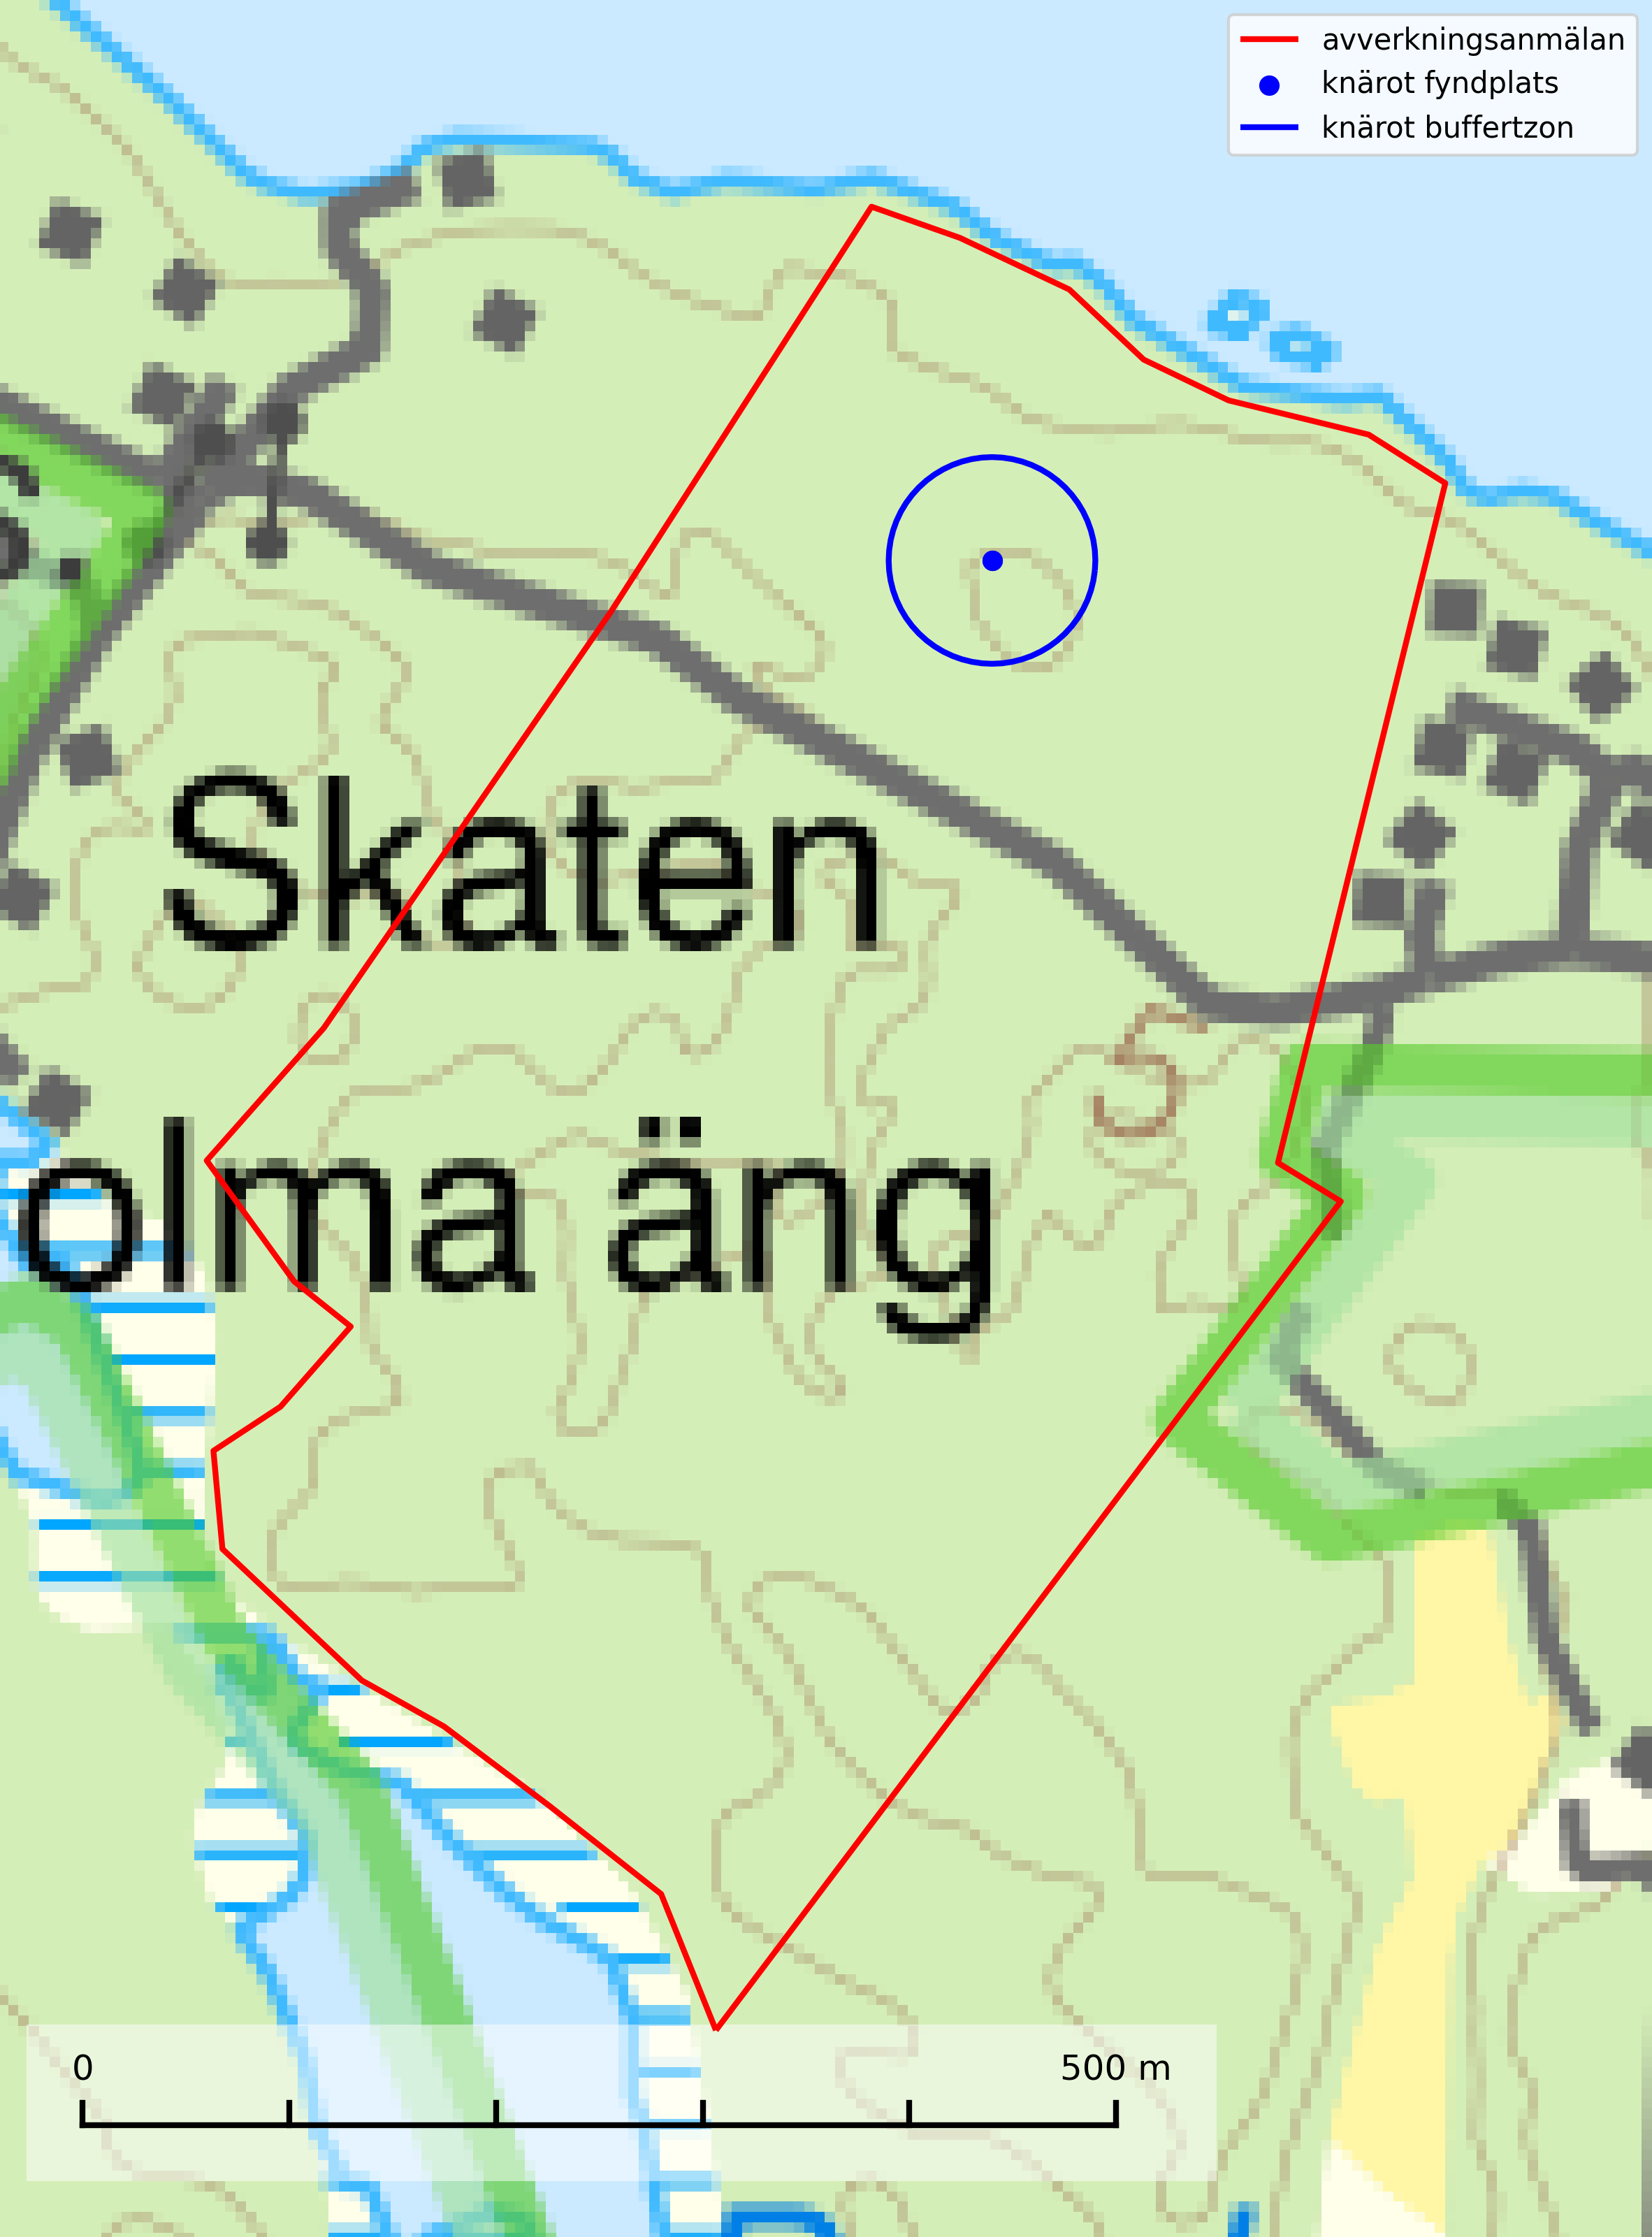 avverkningsanmälan
knärot fyndplats
knärot buffertzon
Skaten
5
olma äng
0 500 m